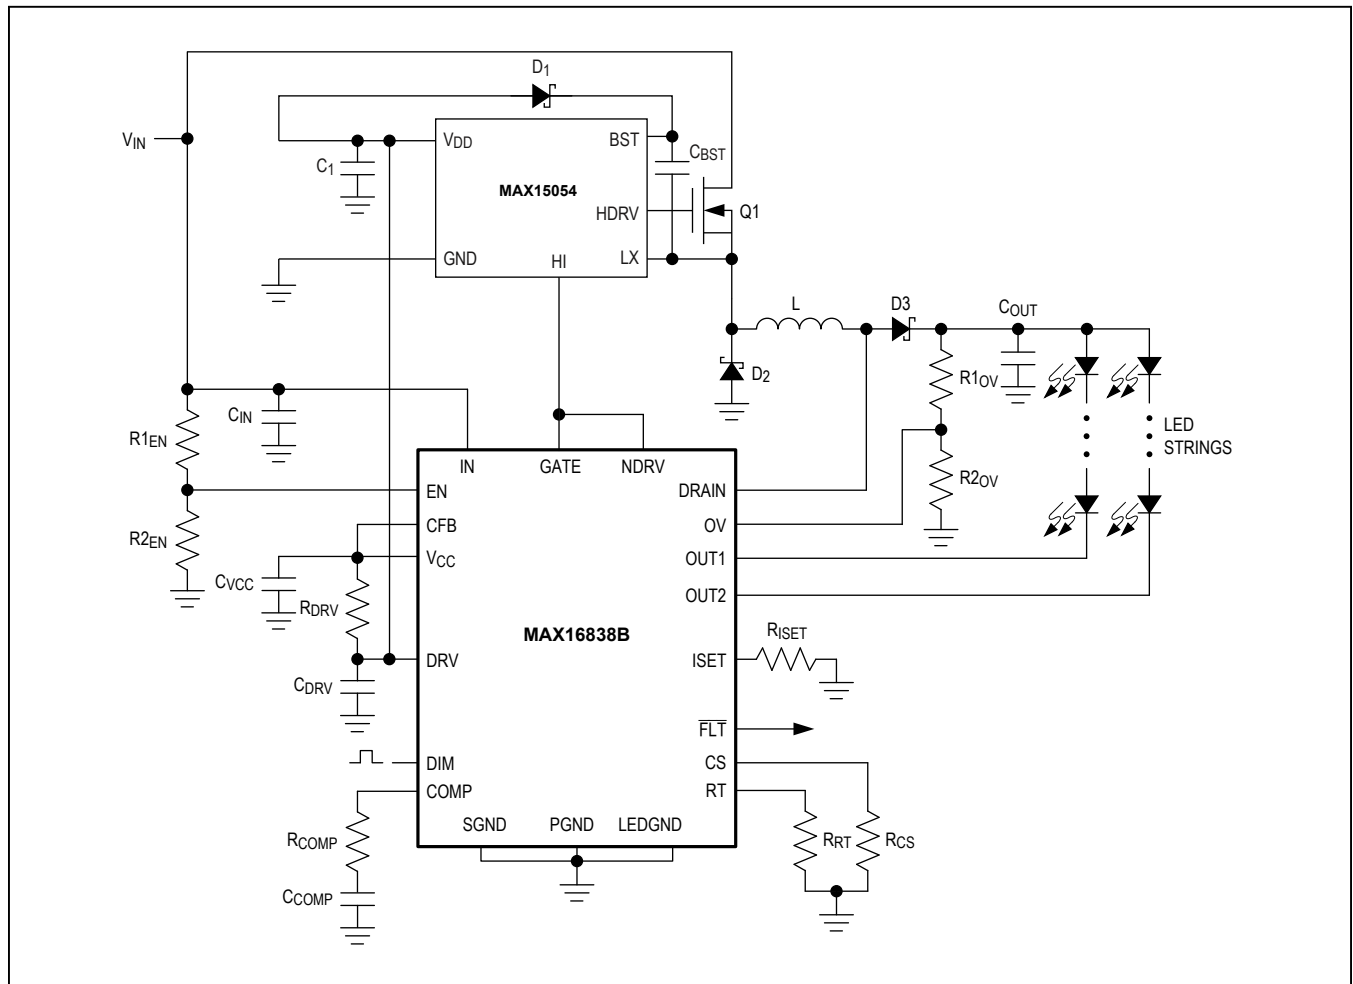 D1
VIN
VDD
BST
CBST
C1
MAX15054
HDRV
Q1
GND
HI
LX
L
D3
COUT
D2
R1OV
CIN
R1EN
LED
STRINGS
IN
GATE
NDRV
R2OV
EN
DRAIN
CFB
OV
R2EN
VCC
OUT1
CVCC
RDRV
OUT2
MAX16838B
RISET
DRV
ISET
CDRV
FLT
DIM
CS
COMP
RT
SGND
PGND
LEDGND
RCOMP
RRT
RCS
CCOMP